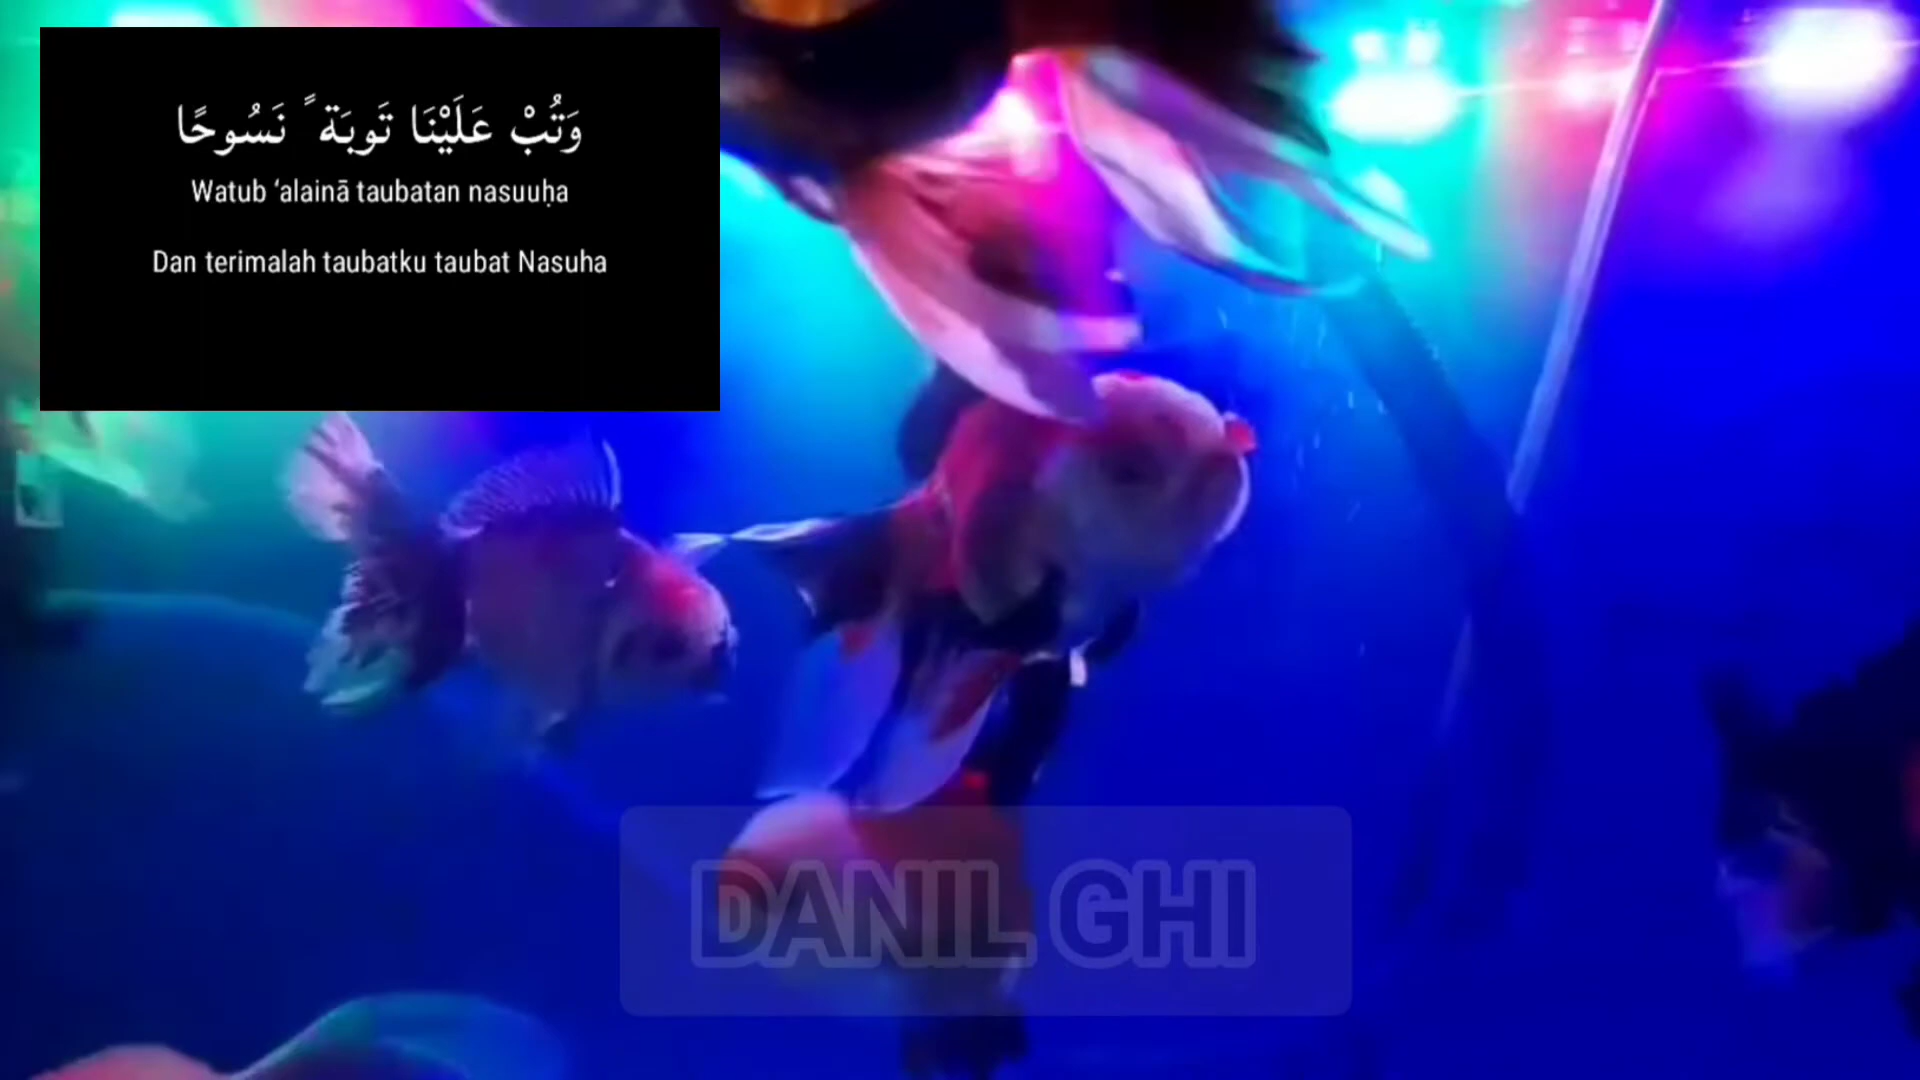 وَتُبْ عَلَيْنَا تَوبَة ً نَسُوحًا
Watub ‘alainā taubatan nasuuḥa
Dan terimalah taubatku taubat Nasuha
DANIL GHI